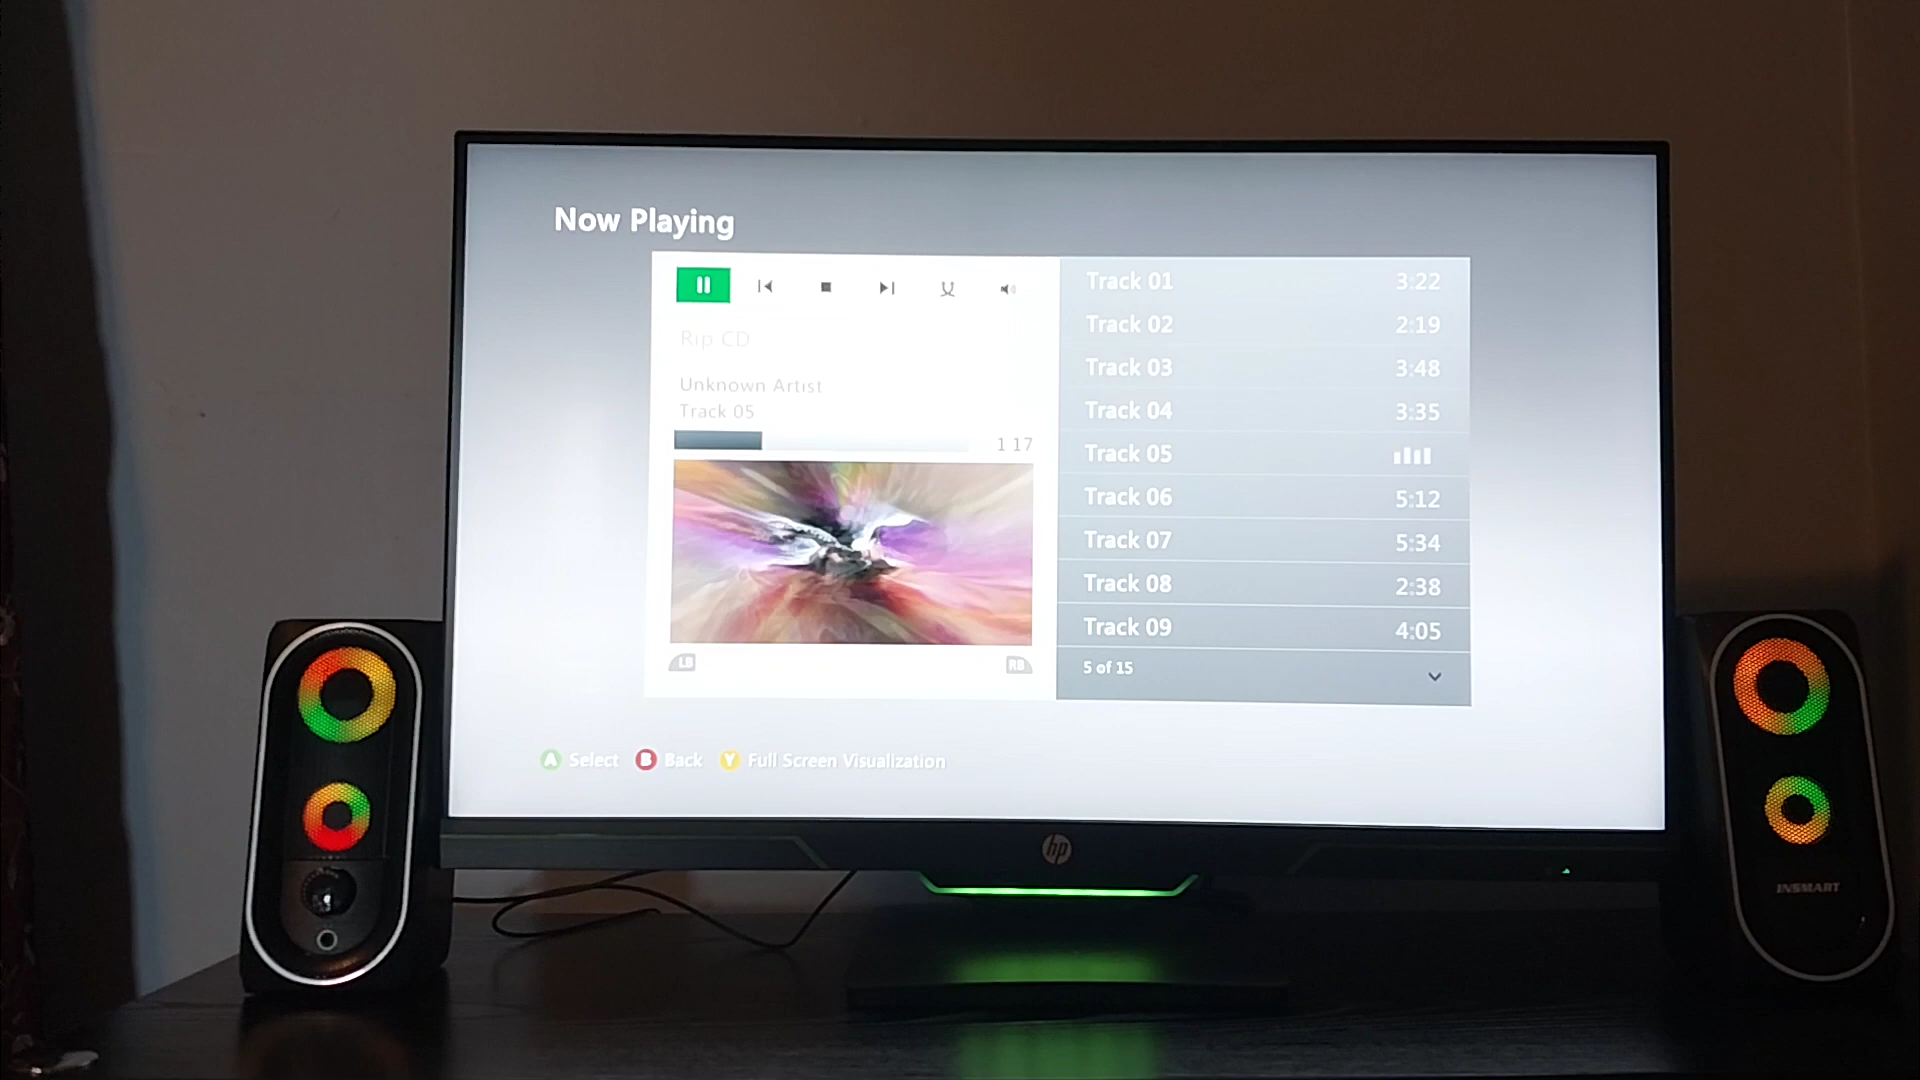 Now Playing
Rip CD
Unknown Artist
Track 05
1 17
LB
RB
Track 01 3:22
Track 02 2:19
Track 03 3:48
Track 04 3:35
Track 05
Track 06 5:12
Track 07 5:34
Track 08 2:38
Track 09 4:05
5 of 15
A Select B Back Y Full Screen Visualization
hp
INSMART